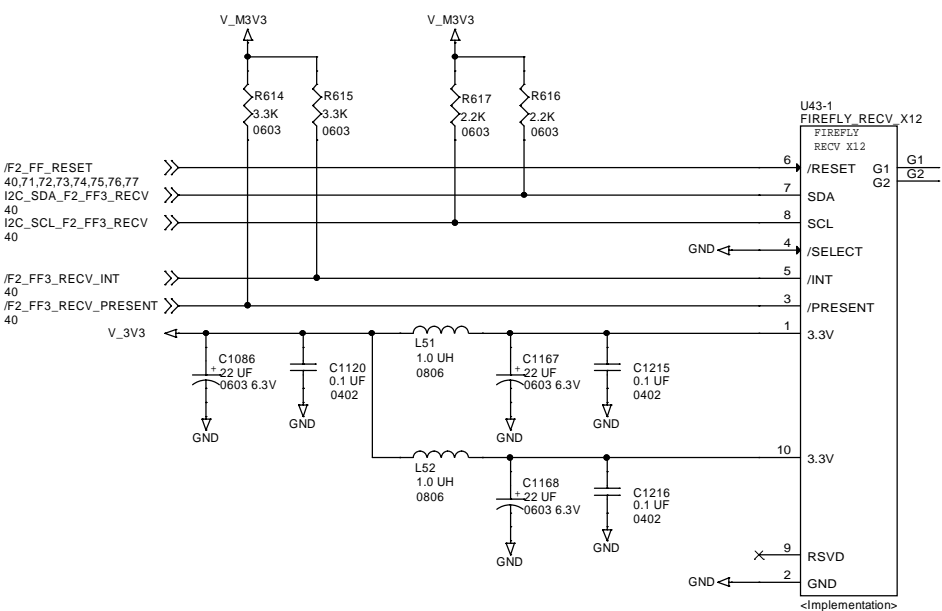 V_M3V3
V_M3V3
R614
3.3K
0603
R615
3.3K
0603
R617
2.2K
0603
R616
2.2K
0603
U43-1
FIREFLY_RECV_X12
FIREFLY
RECV X12
/F2_FF_RESET
40,71,72,73,74,75,76,77
I2C_SDA_F2_FF3_RECV
40
I2C_SCL_F2_FF3_RECV
40
/F2_FF3_RECV_INT
40
/F2_FF3_RECV_PRESENT
40
6
/RESET
G1
G1
G2
G2
7
SDA
8
SCL
GND
4
/SELECT
5
/INT
3
/PRESENT
V_3V3
1
3.3V
L51
1.0 UH
0806
C1086
+
22 UF
0603 6.3V
C1120
0.1 UF
0402
C1167
+
22 UF
0603 6.3V
C1215
0.1 UF
0402
GND
GND
GND
GND
10
3.3V
L52
1.0 UH
0806
C1168
+
22 UF
0603 6.3V
C1216
0.1 UF
0402
GND
GND
9
RSVD
GND
2
GND
<Implementation>